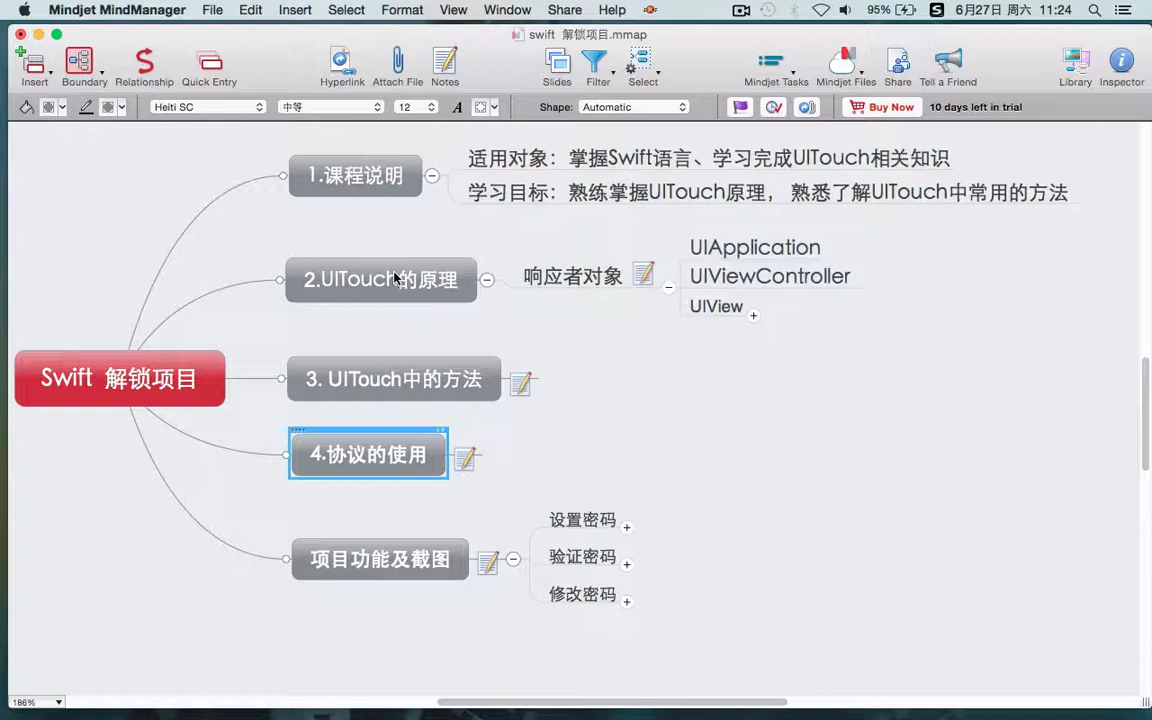 Mindjet MindManager File Edit Insert Select Format View Window Share Help 95% 6月27日 周六 11:24
swift 解锁项目.mmap
Insert Boundary Relationship Quick Entry Hyperlink Attach File Notes Slides Filter Select Mindjet Tasks Mindjet Files Share Tell a Friend Library Inspector
Heiti SC 中等 12 A Shape: Automatic Buy Now 10 days left in trial
1.课程说明
适用对象：掌握Swift语言、学习完成UITouch相关知识
学习目标：熟练掌握UITouch原理， 熟悉了解UITouch中常用的方法
2.UITouch的原理
响应者对象
UIApplication
UIViewController
UIView
Swift 解锁项目
3. UITouch中的方法
4.协议的使用
项目功能及截图
设置密码
验证密码
修改密码
186%